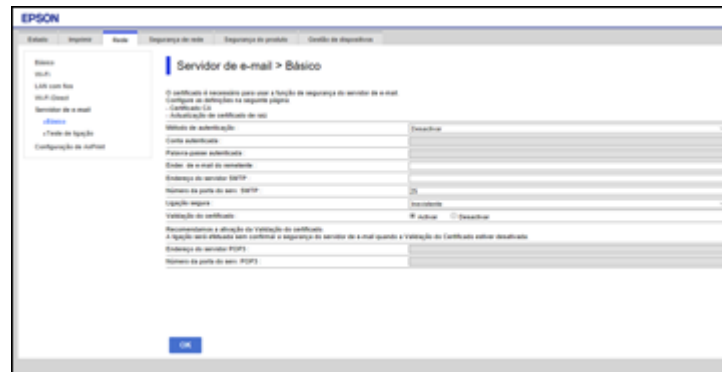 EPSON
Estado Imprimir Rede Segurança de rede Segurança do produto Gestão de dispositivos
Básico
Wi-Fi
LAN com fios
Wi-Fi Direct
Servidor de e-mail
»Básico
»Teste de ligação
Configuração do AirPrint
Servidor de e-mail > Básico
O certificado é necessário para usar a função de segurança do servidor de e-mail.
Configure as definições na seguinte página.
- Certificado CA
- Actualização de certificado de raiz
Método de autenticação : Desactivar
Conta autenticada :
Palavra-passe autenticada :
Ender. de e-mail do remetente :
Endereço do servidor SMTP :
Número da porta do serv. SMTP : 25
Ligação segura : Inexistente
Validação do certificado : Activar Desactivar
Recomendamos a ativação da Validação do certificado.
A ligação será efetuada sem confirmar a segurança do servidor de e-mail quando a Validação do Certificado estiver desativada.
Endereço do servidor POP3 :
Número da porta do serv. POP3 :
OK